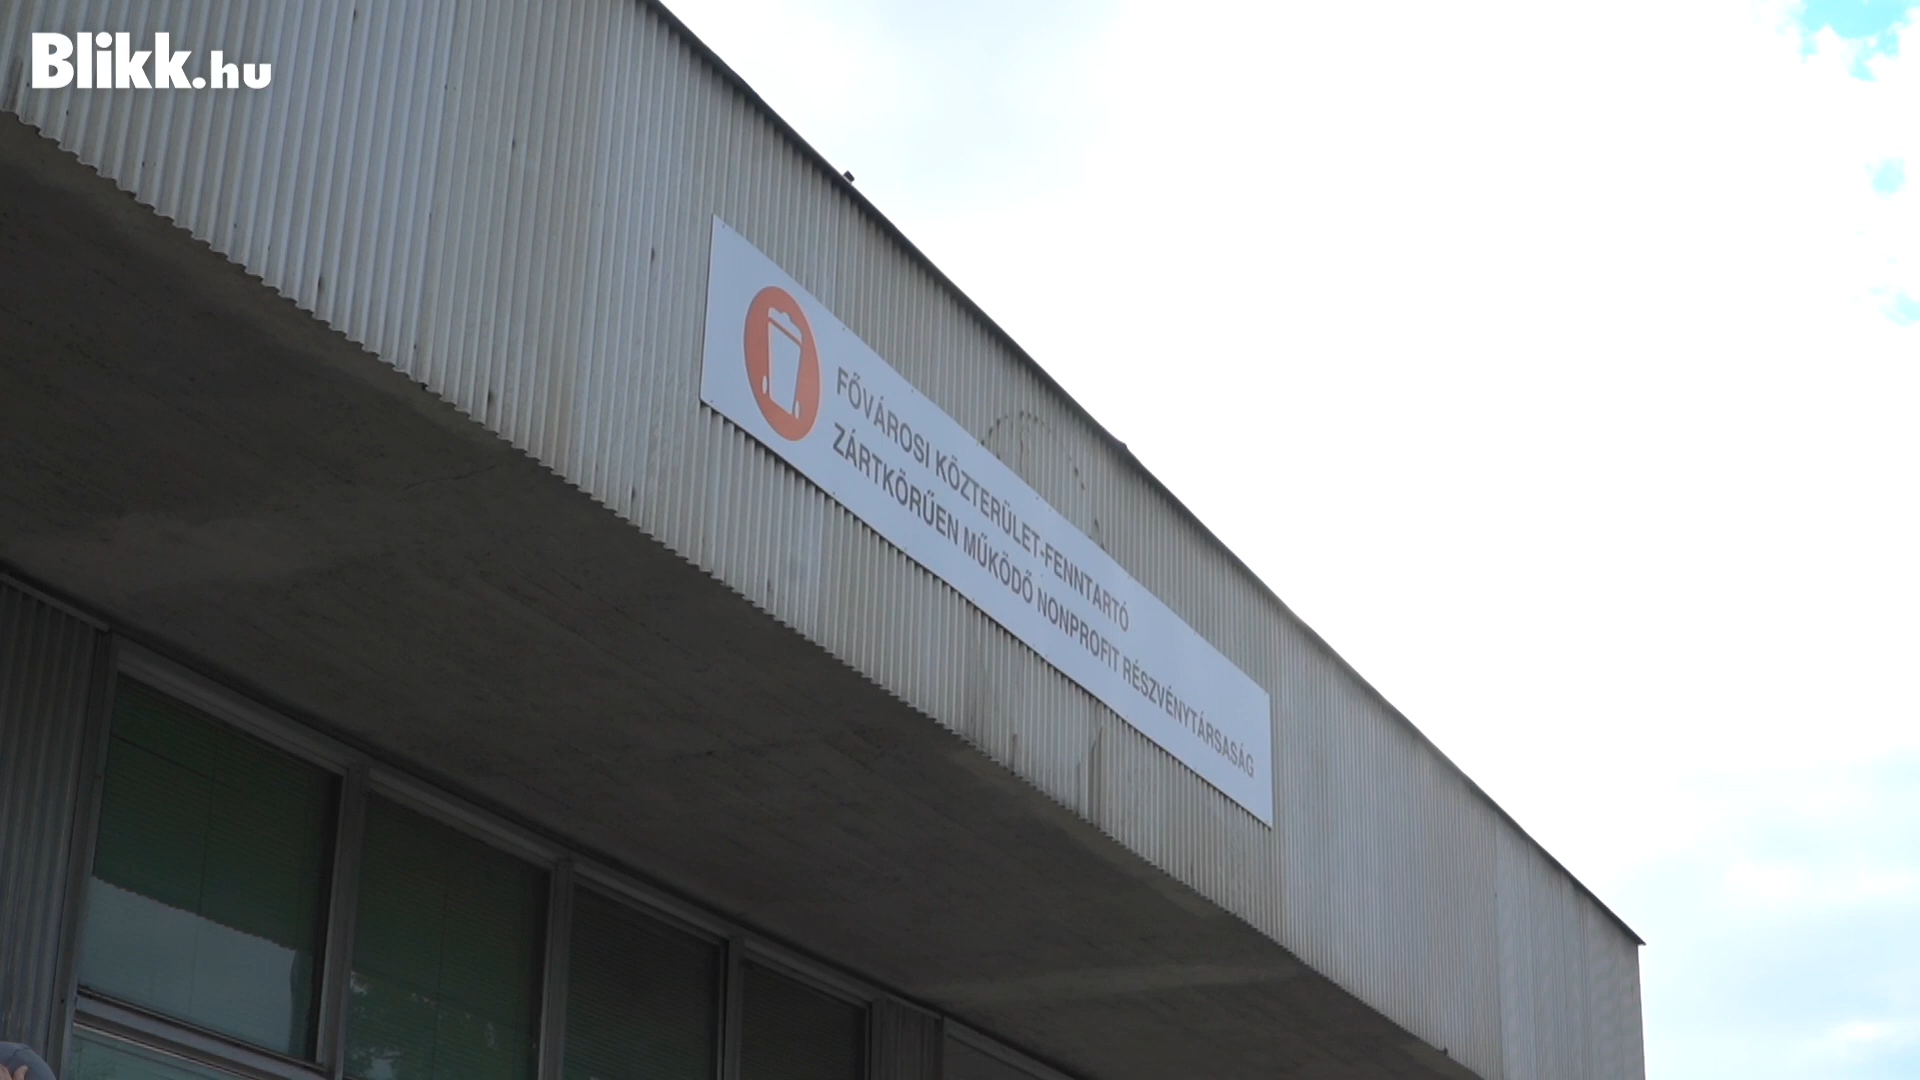 Blikk.hu
FŐVÁROSI KÖZTERÜLET-FENNTARTÓ
ZÁRTKÖRŰEN MŰKÖDŐ NONPROFIT RÉSZVÉNYTÁRSASÁG